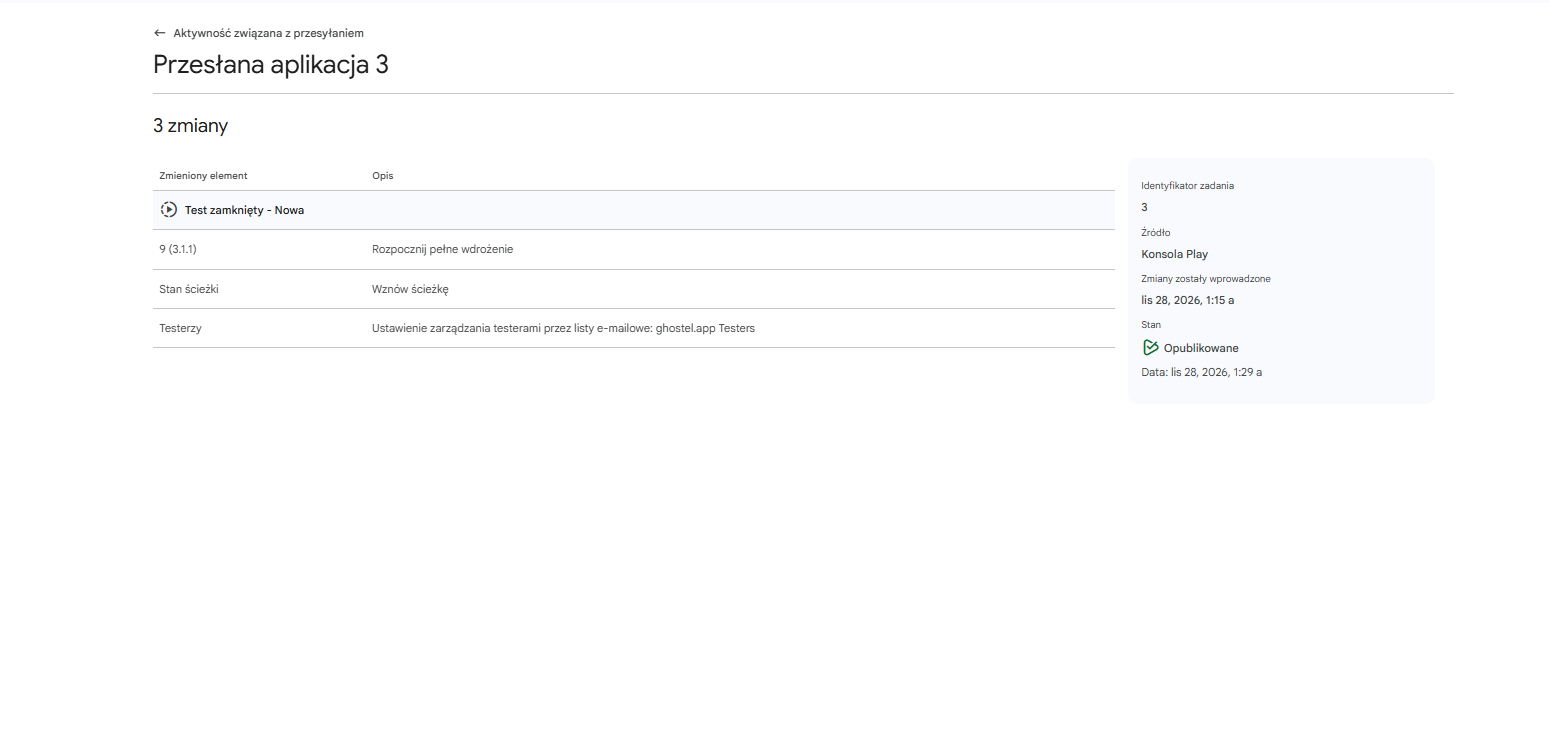 ← Aktywność związana z przesyłaniem
Przesłana aplikacja 3
3 zmiany
Zmieniony element Opis
Test zamknięty - Nowa
9 (3.1.1) Rozpocznij pełne wdrożenie
Stan ścieżki Wznów ścieżkę
Testerzy Ustawienie zarządzania testerami przez listy e-mailowe: ghostel.app Testers
Identyfikator zadania
3
Źródło
Konsola Play
Zmiany zostały wprowadzone
lis 28, 2026, 1:15 a
Stan
Opublikowane
Data: lis 28, 2026, 1:29 a